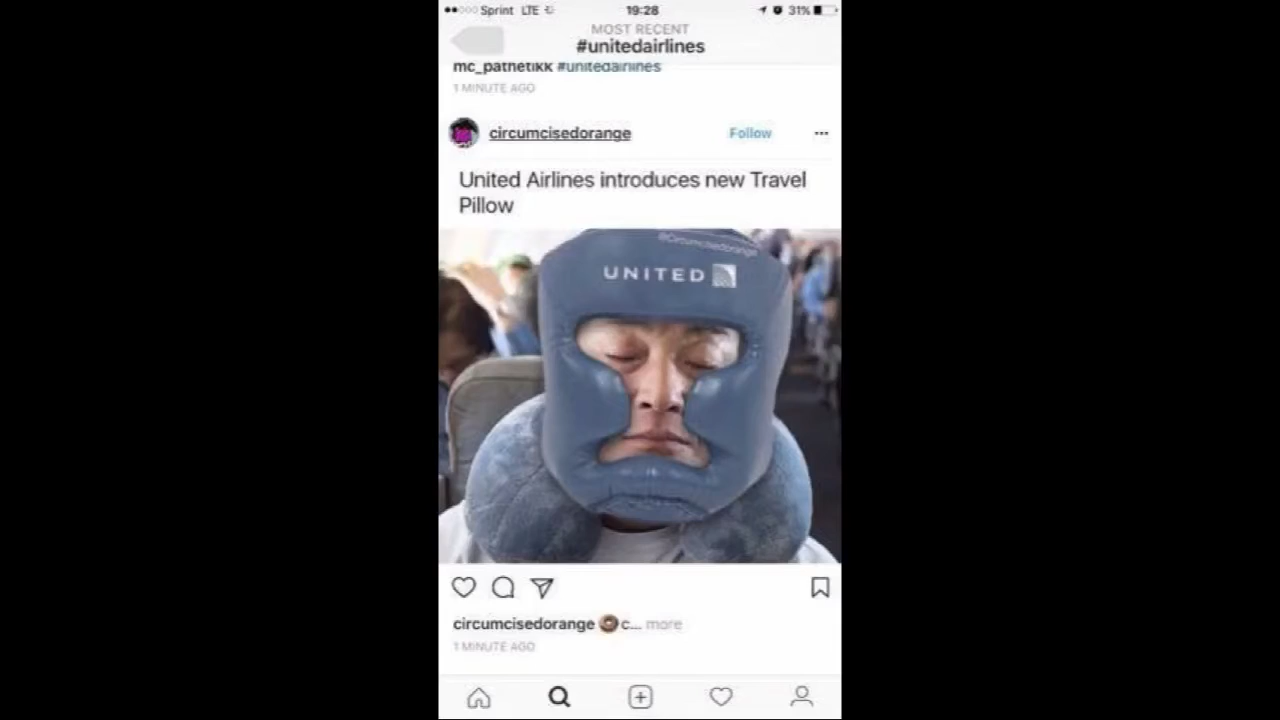 Sprint LTE 19:28 31%
MOST RECENT
#unitedairlines
mc_pathetikk #unitedairlines
1 MINUTE AGO
circumcisedorange Follow
United Airlines introduces new Travel
Pillow
@Circumcisedorange
UNITED
circumcisedorange c... more
1 MINUTE AGO